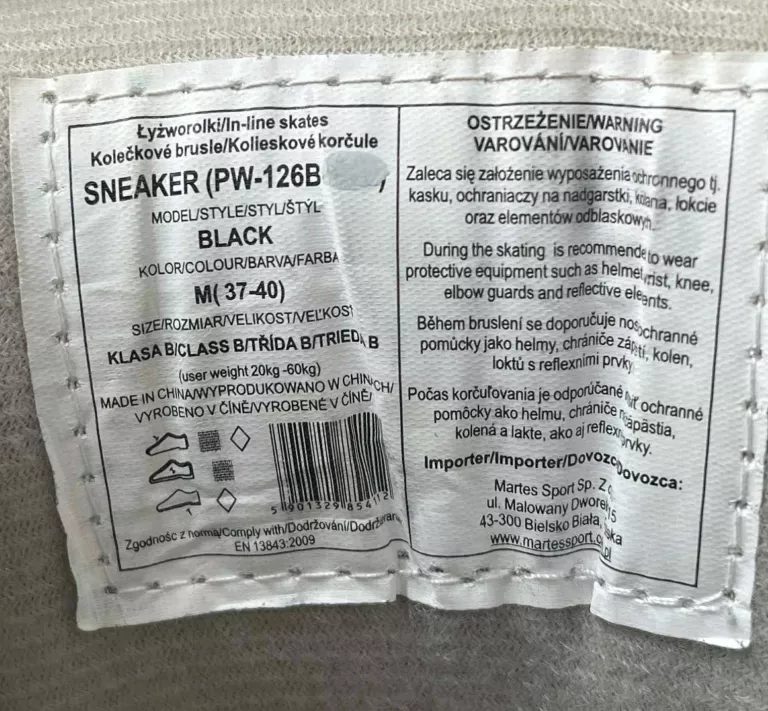 Łyżworolki/In-line skates
Kolečkové brusle/Kolieskové korčule
SNEAKER (PW-126B
MODEL/STYLE/STYL/ŠTÝL
BLACK
KOLOR/COLOUR/BARVA/FARBA
M( 37-40)
SIZE/ROZMIAR/VELIKOST/VEĽKOSŤ
KLASA B/CLASS B/TŘÍDA B/TRIEDA B
(user weight 20kg -60kg)
MADE IN CHINA/WYPRODUKOWANO W CHINACH/
VYROBENO V ČÍNĚ/VYROBENÉ V ČÍNĚ/
5 901329 85412
Zgodność z normą/Comply with/Dodržování/
EN 13843:2009
OSTRZEŻENIE/WARNING
VAROVÁNÍ/VAROVANIE
Zaleca się założenie wyposażenia ochronnego tj.
kasku, ochraniaczy na nadgarstki, kolana, łokcie
oraz elementów odblaskowych.
During the skating is recommende to wear
protective equipment such as helmet, wrist, knee,
elbow guards and reflective elements.
Během bruslení se doporučuje nosit ochranné
pomůcky jako helmy, chrániče zápěstí, kolen,
loktů s reflexními prvky
Počas korčuľovania je odporúčané nosiť ochranné
pomôcky ako helmu, chrániče zápästia,
kolená a lakte, ako aj reflexné prvky.
Importer/Importer/Dovozce/Dovozca:
Martes Sport Sp. Z
ul. Malowany Dworek
43-300 Bielsko Biała,
www.martessport.